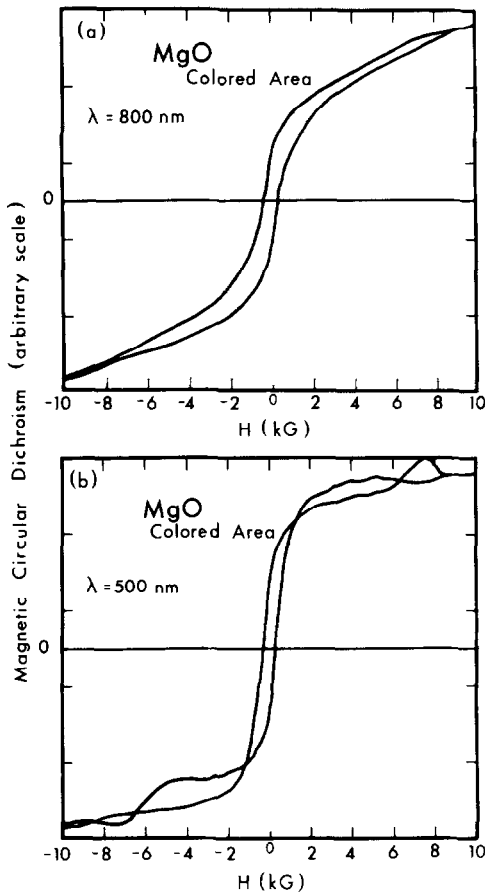 (a)
MgO
Colored Area
λ = 800 nm
0
-10 -8 -6 -4 -2 0 2 4 6 8 10
H (kG)
Magnetic Circular Dichroism (arbitrary scale)
(b)
MgO
Colored Area
λ = 500 nm
0
-10 -8 -6 -4 -2 0 2 4 6 8 10
H (kG)